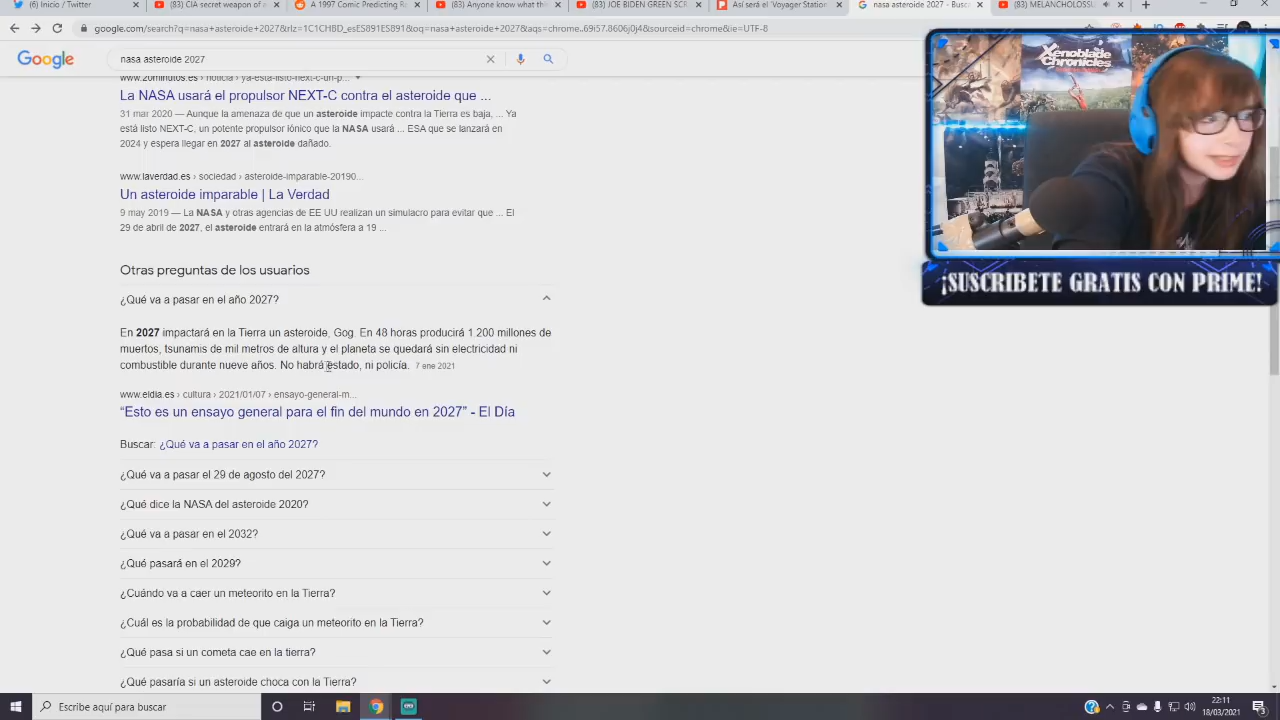 (6) Inicio / Twitter
(83) CIA secret weapon of a
A 1997 Comic Predicting R
(83) Anyone know what the
(83) JOE BIDEN GREEN SCR
Así será el 'Voyager Station
nasa asteroide 2027 - Busc
(83) MELANCHOLOSU
google.com/search?q=nasa+asteroide+2027&rlz=1C1CHBD_esES891ES891&oq=nasa+asteroide+2027&aqs=chrome..69i57.8606j0j4&sourceid=chrome&ie=UTF-8
Google
nasa asteroide 2027
www.20minutos.es › noticia › ya-esta-listo-next-c-un-p...
La NASA usará el propulsor NEXT-C contra el asteroide que ...
31 mar 2020 — Aunque la amenaza de que un asteroide impacte contra la Tierra es baja, ... Ya
está listo NEXT-C, un potente propulsor iónico que la NASA usará ... ESA que se lanzará en
2024 y espera llegar en 2027 al asteroide dañado.
www.laverdad.es › sociedad › asteroide-imparable-20190...
Un asteroide imparable | La Verdad
9 may 2019 — La NASA y otras agencias de EE UU realizan un simulacro para evitar que ... El
29 de abril de 2027, el asteroide entrará en la atmósfera a 19 ...
Otras preguntas de los usuarios
¿Qué va a pasar en el año 2027?
En 2027 impactará en la Tierra un asteroide, Gog. En 48 horas producirá 1.200 millones de
muertos, tsunamis de mil metros de altura y el planeta se quedará sin electricidad ni
combustible durante nueve años. No habrá estado, ni policía. 7 ene 2021
www.eldia.es › cultura › 2021/01/07 › ensayo-general-m...
“Esto es un ensayo general para el fin del mundo en 2027” - El Día
Buscar: ¿Qué va a pasar en el año 2027?
¿Qué va a pasar el 29 de agosto del 2027?
¿Qué dice la NASA del asteroide 2020?
¿Qué va a pasar en el 2032?
¿Qué pasará en el 2029?
¿Cuándo va a caer un meteorito en la Tierra?
¿Cuál es la probabilidad de que caiga un meteorito en la Tierra?
¿Qué pasa si un cometa cae en la tierra?
¿Qué pasaría si un asteroide choca con la Tierra?
Xenoblade
Chronicles
¡SUSCRIBETE GRATIS CON PRIME!
Escribe aquí para buscar
22:11
18/03/2021
3